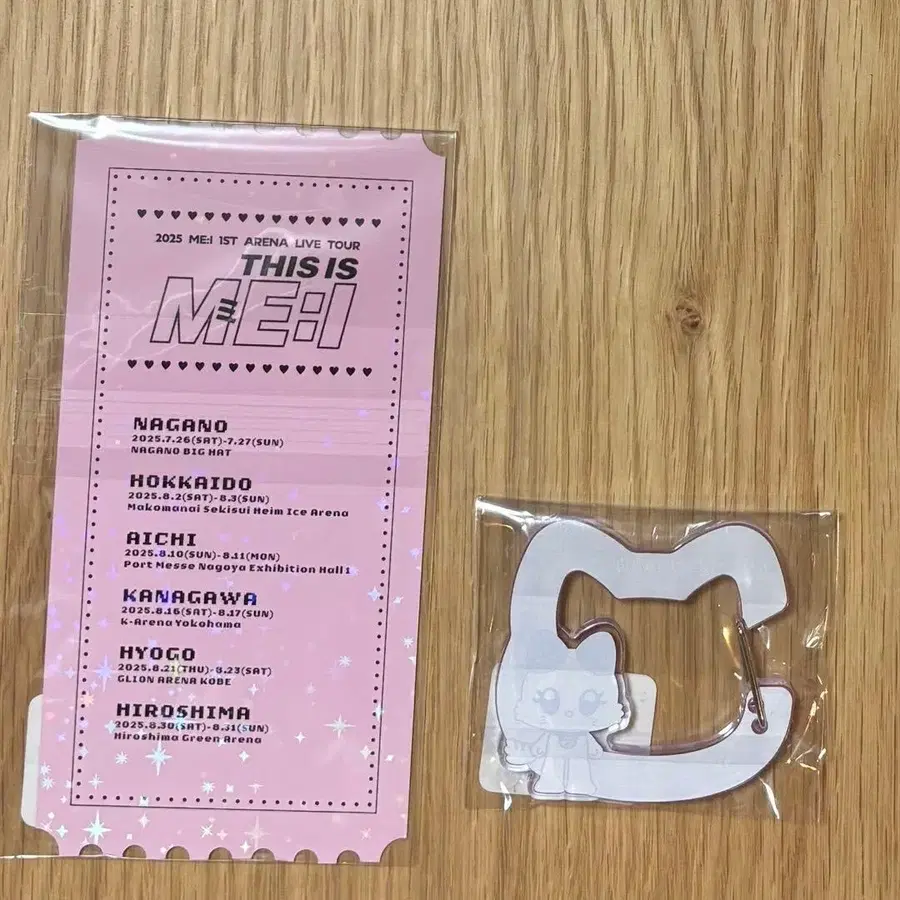 2025 ME:I 1ST ARENA LIVE TOUR
THIS IS
ME:I
NAGANO
2025.7.26(SAT)-7.27(SUN)
NAGANO BIG HAT
HOKKAIDO
2025.8.2(SAT)-8.3(SUN)
Makomanai Sekisui Heim Ice Arena
AICHI
2025.8.10(SUN)-8.11(MON)
Port Messe Nagoya Exhibition Hall 1
KANAGAWA
2025.8.16(SAT)-8.17(SUN)
K-Arena Yokohama
HYOGO
2025.8.21(THU)-8.23(SAT)
GLION ARENA KOBE
HIROSHIMA
2025.8.30(SAT)-8.31(SUN)
Hiroshima Green Arena